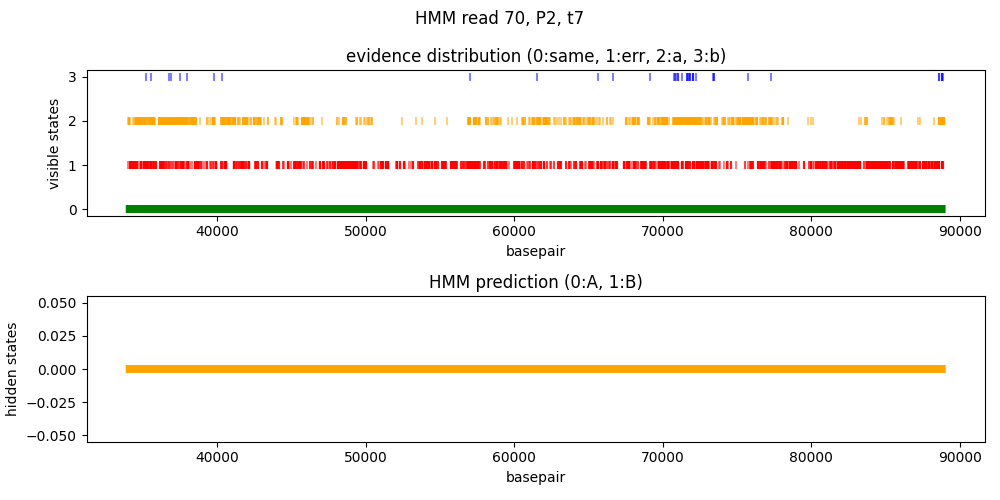 HMM read 70, P2, t7
evidence distribution (0:same, 1:err, 2:a, 3:b)
visible states
3
2
1
0
40000 50000 60000 70000 80000 90000
basepair
HMM prediction (0:A, 1:B)
hidden states
0.050
0.025
0.000
−0.025
−0.050
40000 50000 60000 70000 80000 90000
basepair